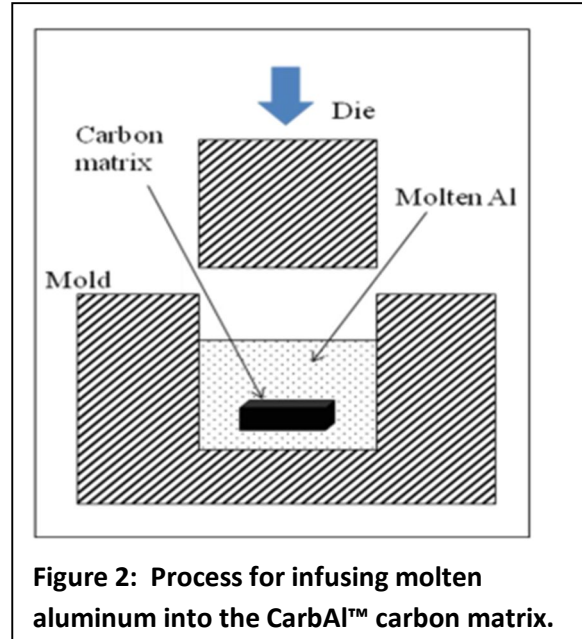 Die
Carbon
matrix
Molten Al
Mold
Figure 2:  Process for infusing molten
aluminum into the CarbAl™ carbon matrix.